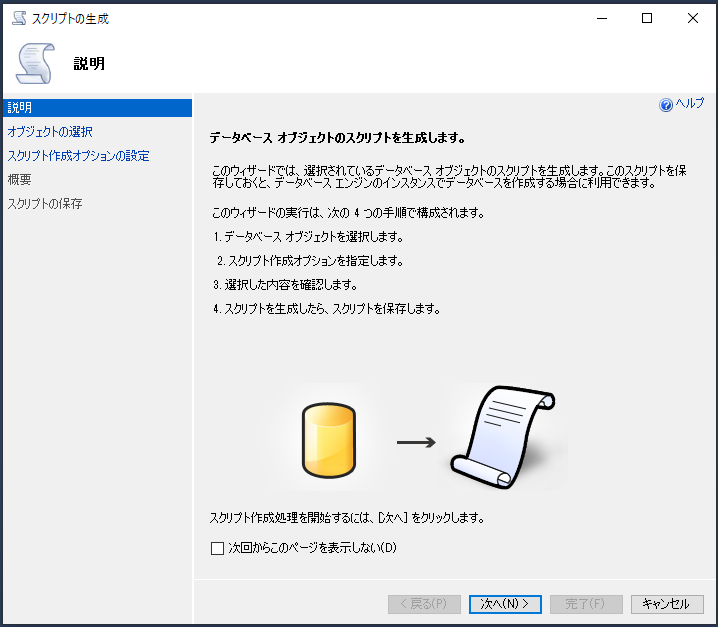 スクリプトの生成
説明
説明
オブジェクトの選択
スクリプト作成オプションの設定
概要
スクリプトの保存
ヘルプ
データベース オブジェクトのスクリプトを生成します。
このウィザードでは、選択されているデータベース オブジェクトのスクリプトを生成します。このスクリプトを保
存しておくと、データベース エンジンのインスタンスでデータベースを作成する場合に利用できます。
このウィザードの実行は、次の 4 つの手順で構成されます。
1. データベース オブジェクトを選択します。
2. スクリプト作成オプションを指定します。
3. 選択した内容を確認します。
4. スクリプトを生成したら、スクリプトを保存します。
スクリプト作成処理を開始するには、[次へ] をクリックします。
次回からこのページを表示しない(D)
< 戻る(P)
次へ(N) >
完了(F)
キャンセル